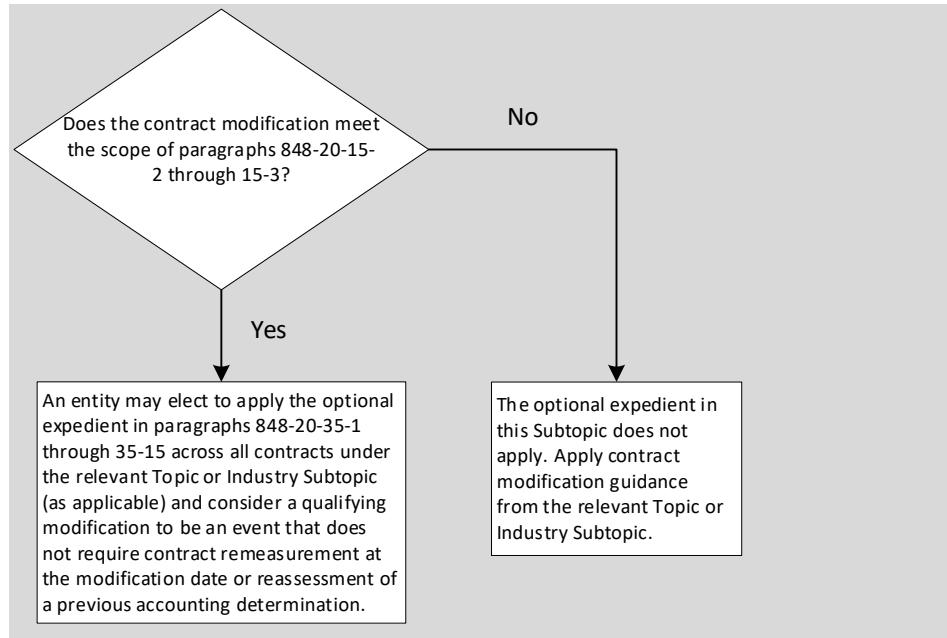 Does the contract modification meet
the scope of paragraphs 848-20-15-
2 through 15-3?
No
Yes
An entity may elect to apply the optional
expedient in paragraphs 848-20-35-1
through 35-15 across all contracts under
the relevant Topic or Industry Subtopic
(as applicable) and consider a qualifying
modification to be an event that does
not require contract remeasurement at
the modification date or reassessment of
a previous accounting determination.
The optional expedient in
this Subtopic does not
apply. Apply contract
modification guidance
from the relevant Topic or
Industry Subtopic.